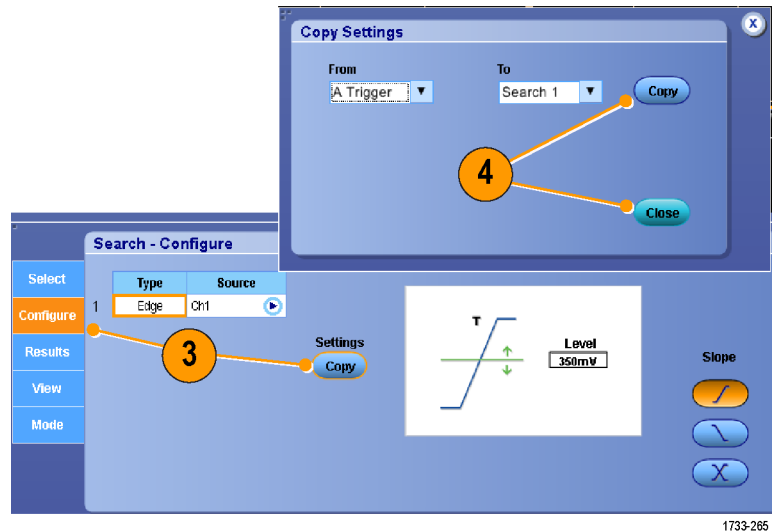 Copy Settings
X
From To
A Trigger Search 1 Copy
4
Close
Search - Configure
Select
Type Source
1 Edge Ch1
Configure
3
Settings
Copy
Results
View
Mode
T
Level
350mV
Slope
1733-265